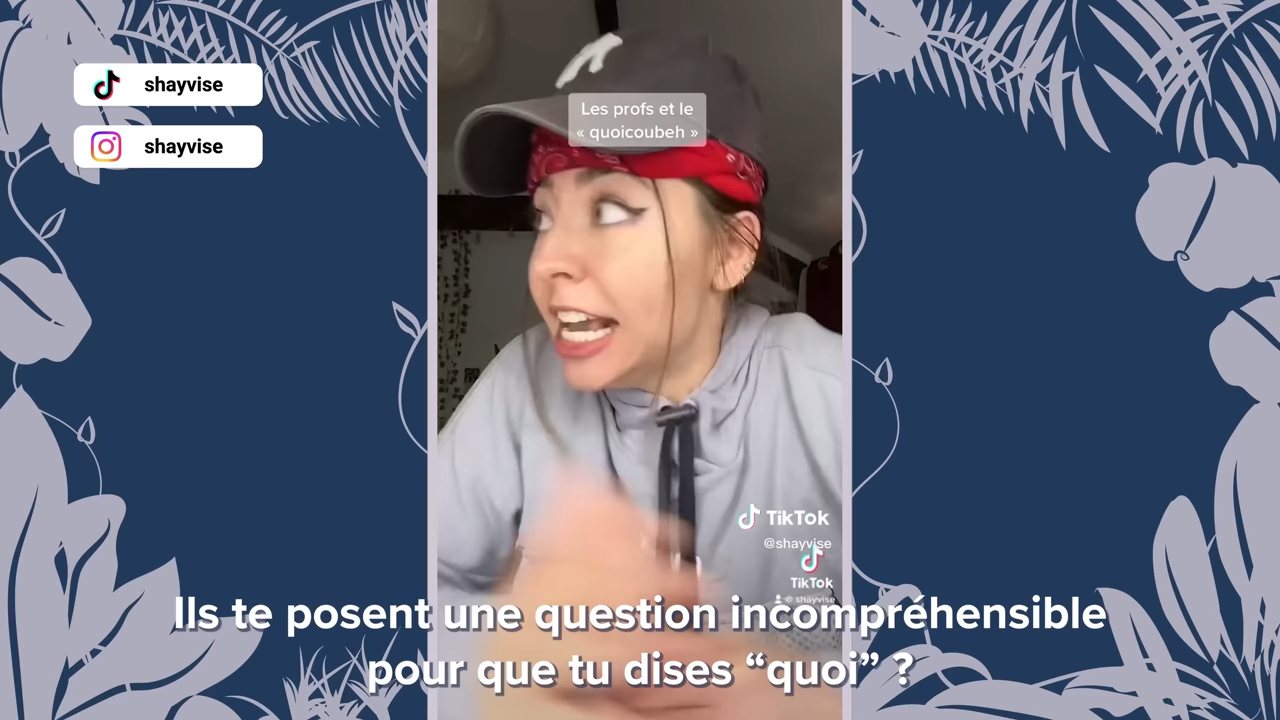 shayvise
shayvise
Les profs et le
« quoicoubeh »
TikTok
@shayvise
TikTok
@ shayvise
Ils te posent une question incompréhensible
pour que tu dises “quoi” ?